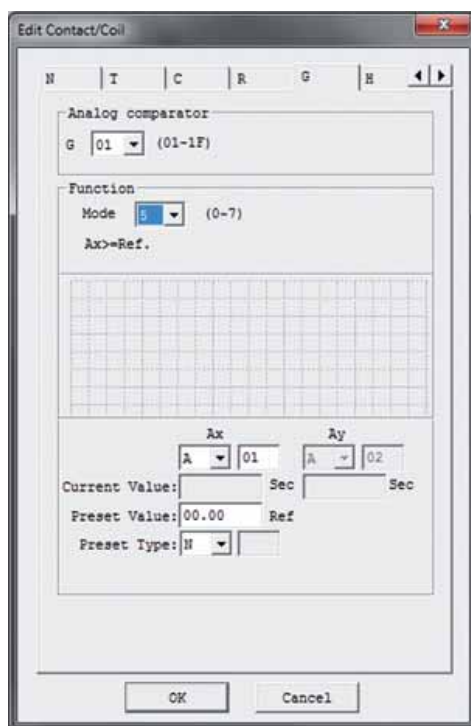 Edit Contact/Coil
N T C R G H
Analog comparator
G 01 (01-1F)
Function
Mode 5 (0-7)
Ax>=Ref.
Ax Ay
A 01 A 02
Current Value: Sec Sec
Preset Value: 00.00 Ref
Preset Type: N
OK Cancel